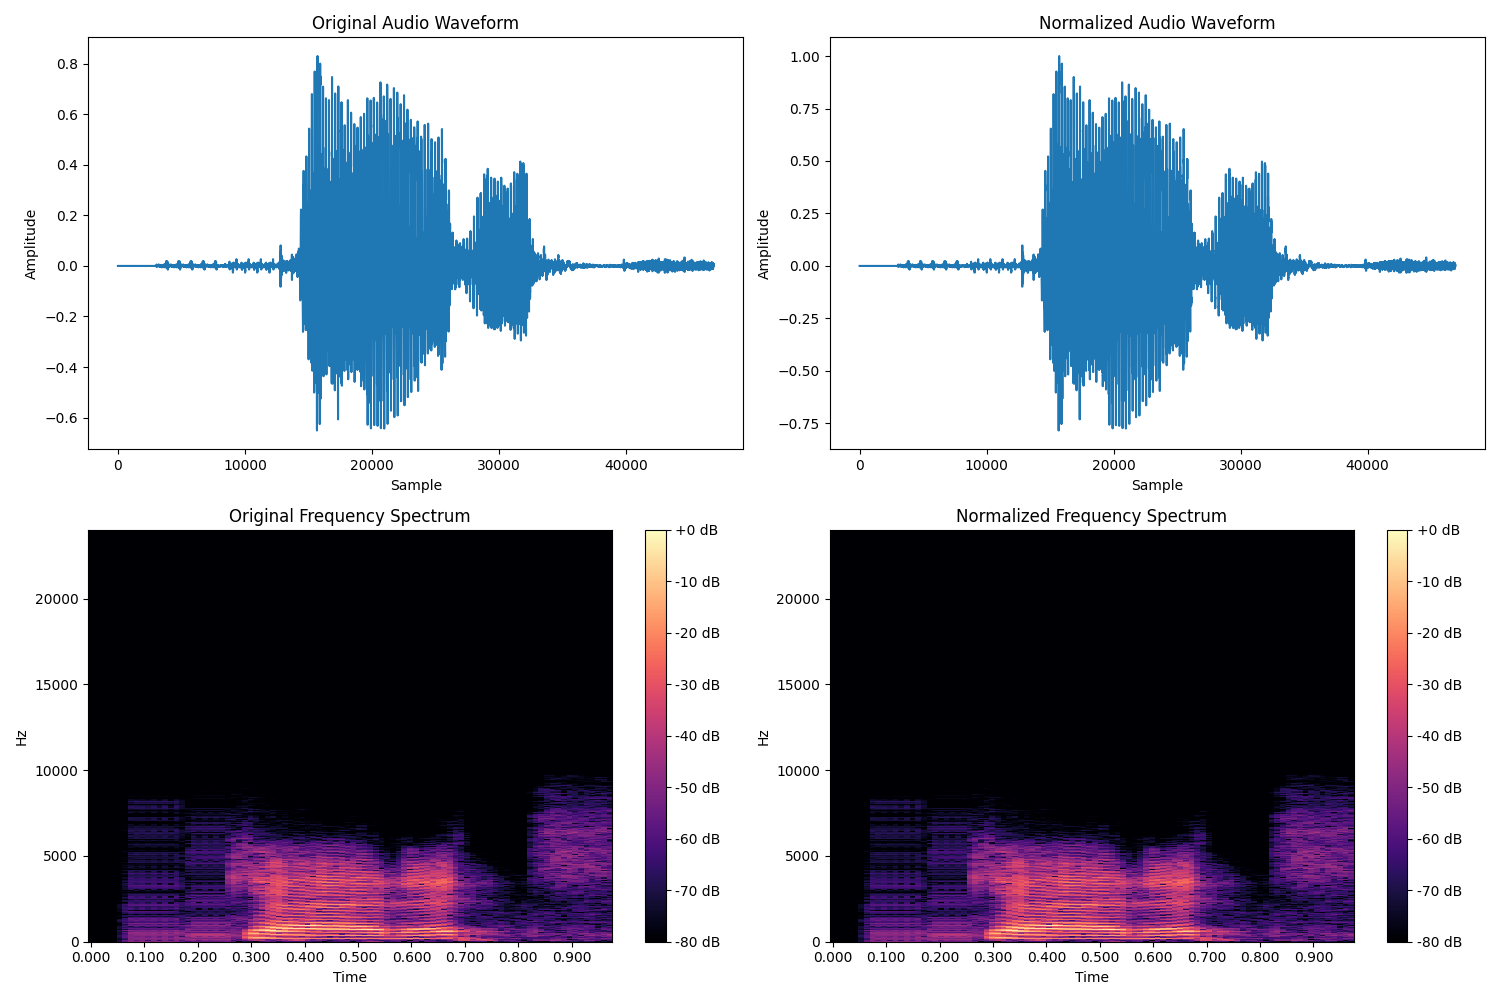 Original Audio Waveform
Normalized Audio Waveform
Amplitude
0.8
0.6
0.4
0.2
0.0
−0.2
−0.4
−0.6
0 10000 20000 30000 40000
Sample
Amplitude
1.00
0.75
0.50
0.25
0.00
−0.25
−0.50
−0.75
0 10000 20000 30000 40000
Sample
Original Frequency Spectrum
Hz
20000
15000
10000
5000
0
0.000 0.100 0.200 0.300 0.400 0.500 0.600 0.700 0.800 0.900
Time
+0 dB
-10 dB
-20 dB
-30 dB
-40 dB
-50 dB
-60 dB
-70 dB
-80 dB
Normalized Frequency Spectrum
Hz
20000
15000
10000
5000
0
0.000 0.100 0.200 0.300 0.400 0.500 0.600 0.700 0.800 0.900
Time
+0 dB
-10 dB
-20 dB
-30 dB
-40 dB
-50 dB
-60 dB
-70 dB
-80 dB